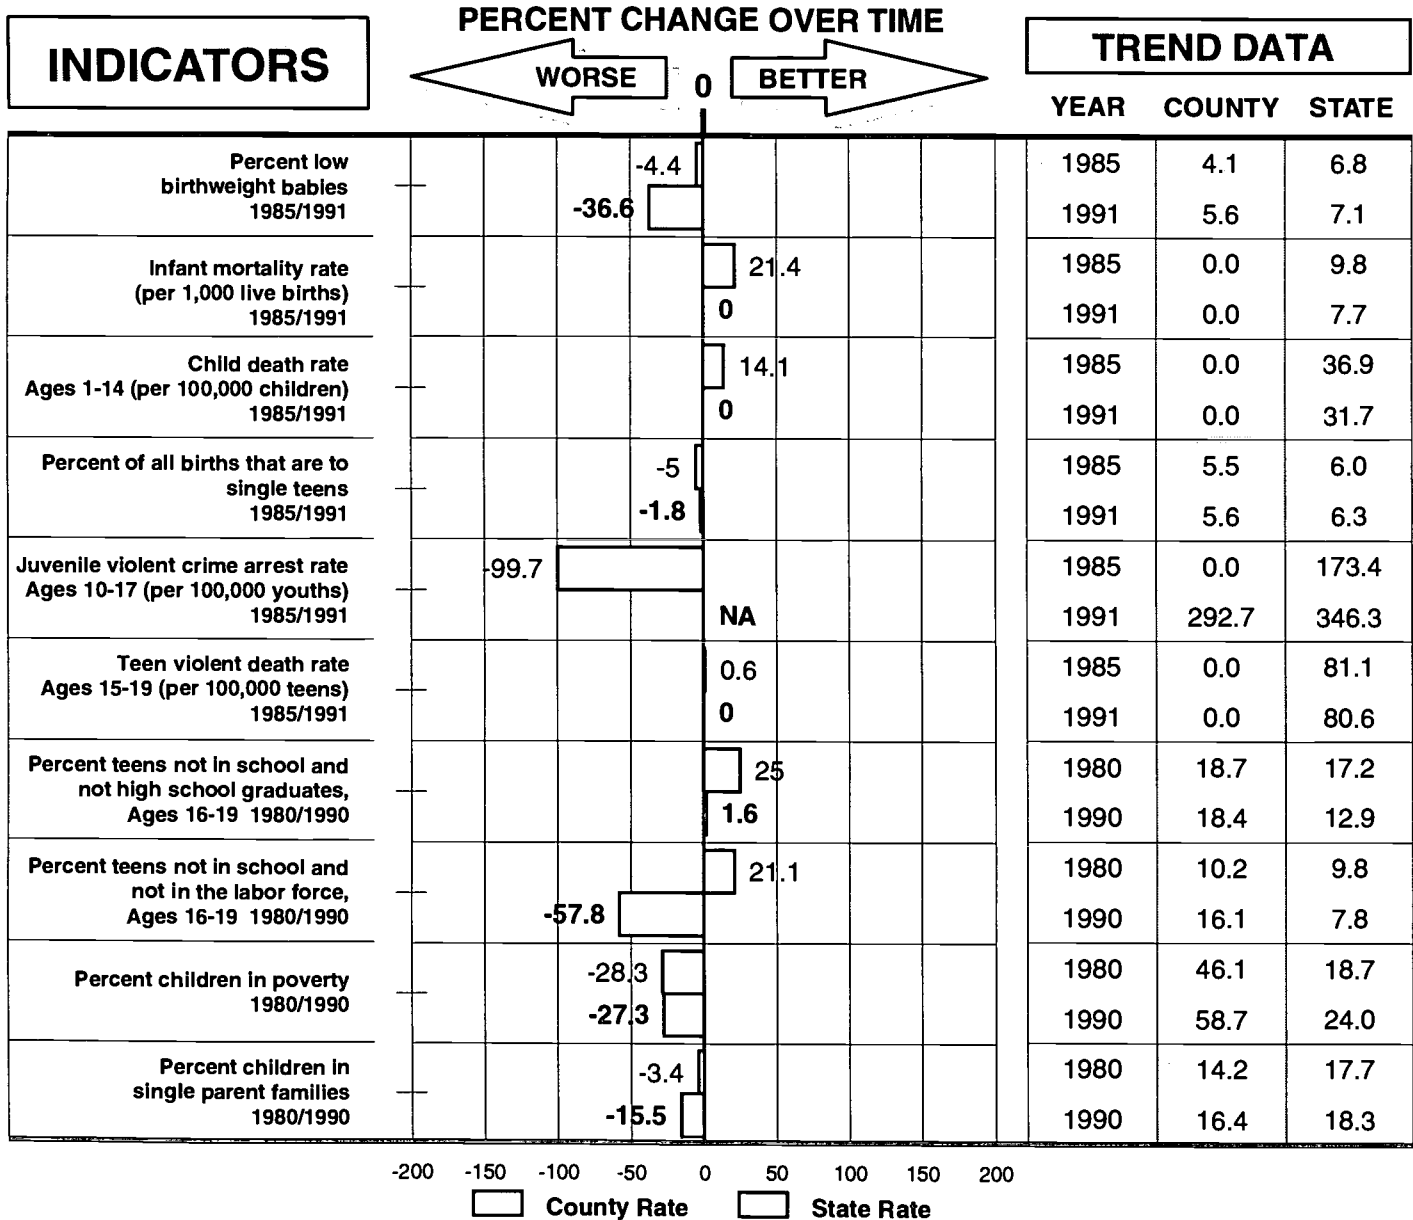 PERCENT CHANGE OVER TIME
INDICATORS
WORSE
0
BETTER
TREND DATA
YEAR COUNTY STATE
Percent low
birthweight babies
1985/1991
-4.4
-36.6
1985 4.1 6.8
1991 5.6 7.1
Infant mortality rate
(per 1,000 live births)
1985/1991
21.4
0
1985 0.0 9.8
1991 0.0 7.7
Child death rate
Ages 1-14 (per 100,000 children)
1985/1991
14.1
0
1985 0.0 36.9
1991 0.0 31.7
Percent of all births that are to
single teens
1985/1991
-5
-1.8
1985 5.5 6.0
1991 5.6 6.3
Juvenile violent crime arrest rate
Ages 10-17 (per 100,000 youths)
1985/1991
-99.7
NA
1985 0.0 173.4
1991 292.7 346.3
Teen violent death rate
Ages 15-19 (per 100,000 teens)
1985/1991
0.6
0
1985 0.0 81.1
1991 0.0 80.6
Percent teens not in school and
not high school graduates,
Ages 16-19 1980/1990
25
1.6
1980 18.7 17.2
1990 18.4 12.9
Percent teens not in school and
not in the labor force,
Ages 16-19 1980/1990
21.1
-57.8
1980 10.2 9.8
1990 16.1 7.8
Percent children in poverty
1980/1990
-28.3
-27.3
1980 46.1 18.7
1990 58.7 24.0
Percent children in
single parent families
1980/1990
-3.4
-15.5
1980 14.2 17.7
1990 16.4 18.3
-200 -150 -100 -50 0 50 100 150 200
County Rate State Rate